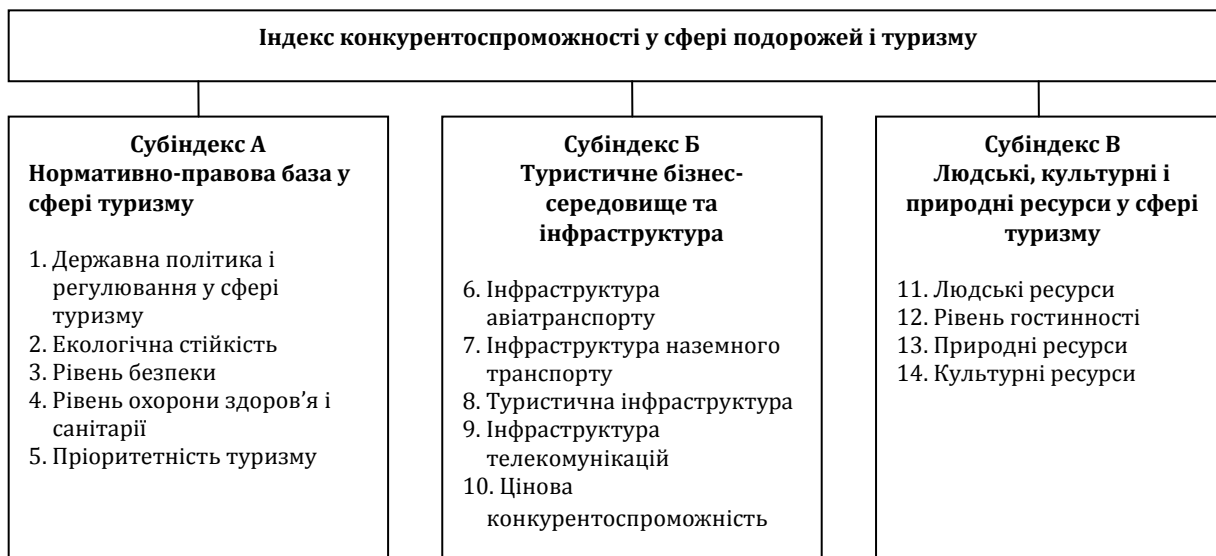 Індекс конкурентоспроможності у сфері подорожей і туризму
Субіндекс А
Нормативно-правова база у
сфері туризму
1. Державна політика і
регулювання у сфері
туризму
2. Екологічна стійкість
3. Рівень безпеки
4. Рівень охорони здоров’я і
санітарії
5. Пріоритетність туризму
Субіндекс Б
Туристичне бізнес-
середовище та
інфраструктура
6. Інфраструктура
авіатранспорту
7. Інфраструктура наземного
транспорту
8. Туристична інфраструктура
9. Інфраструктура
телекомунікацій
10. Цінова
конкурентоспроможність
Субіндекс В
Людські, культурні і
природні ресурси у сфері
туризму
11. Людські ресурси
12. Рівень гостинності
13. Природні ресурси
14. Культурні ресурси